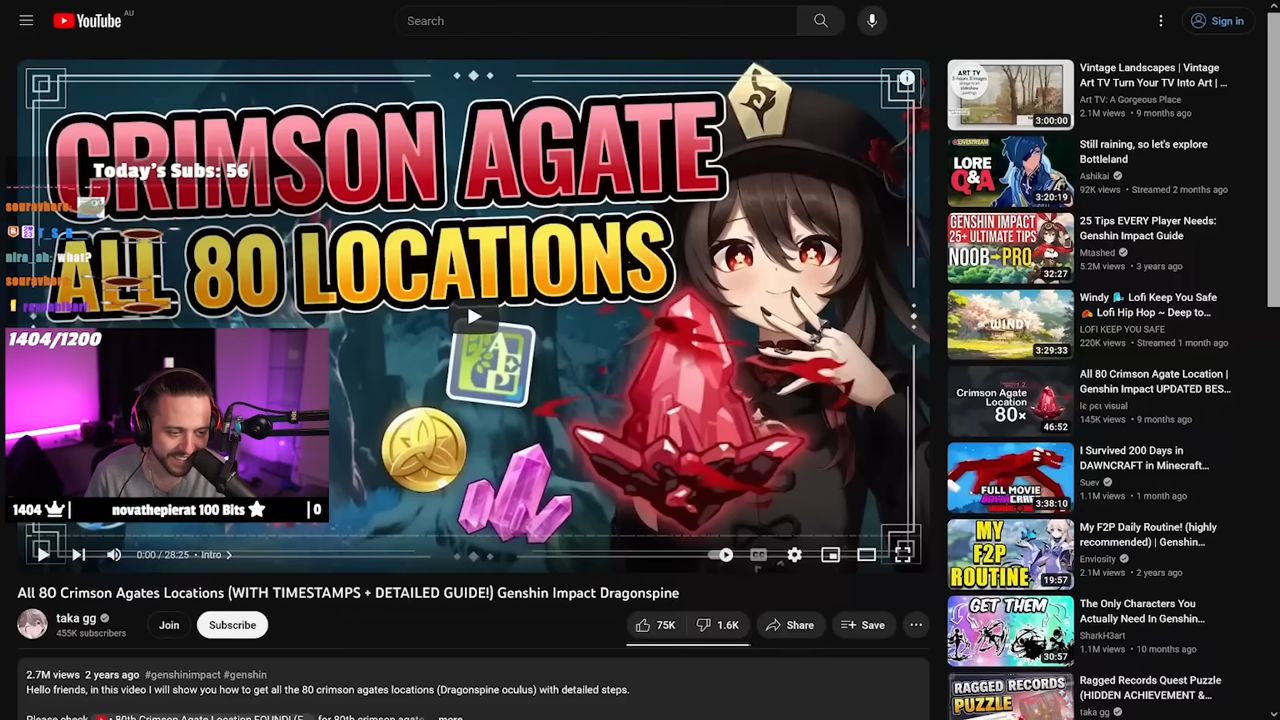 YouTube AU
Search
Sign in
CRIMSON AGATE
ALL 80 LOCATIONS
Today's Subs: 56
what?
1404/1200
1404
novathepierat 100 Bits
0
0:00 / 28:25 • Intro
All 80 Crimson Agates Locations (WITH TIMESTAMPS + DETAILED GUIDE!) Genshin Impact Dragonspine
taka gg
455K subscribers
Join
Subscribe
75K
1.6K
Share
Save
2.7M views 2 years ago #genshinimpact #genshin
Hello friends, in this video I will show you how to get all the 80 crimson agates locations (Dragonspine oculus) with detailed steps.
ART TV
3:00:00
Vintage Landscapes | Vintage
Art TV Turn Your TV Into Art | ...
Art TV: A Gorgeous Place
2.1M views • 9 months ago
LIVESTREAM
LORE
Q&A
3:20:19
Still raining, so let's explore
Bottleland
Ashikai
92K views • Streamed 2 months ago
GENSHIN IMPACT
25+ ULTIMATE TIPS
NOOB PRO
32:27
25 Tips EVERY Player Needs:
Genshin Impact Guide
Mtashed
5.2M views • 3 years ago
WINDY
3:29:33
Windy Lofi Keep You Safe
Lofi Hip Hop ~ Deep to...
LOFI KEEP YOU SAFE
220K views • Streamed 1 month ago
Crimson Agate
Location
80×
46:52
All 80 Crimson Agate Location |
Genshin Impact UPDATED BES...
145K views • 9 months ago
FULL MOVIE
3:38:10
I Survived 200 Days in
DAWNCRAFT in Minecraft...
Suev
1.1M views • 1 month ago
MY
F2P
ROUTINE
19:57
My F2P Daily Routine! (highly
recommended) | Genshin...
Enviosity
2.1M views • 2 years ago
GET THEM
30:57
The Only Characters You
Actually Need In Genshin...
SharkH3art
1.1M views • 10 months ago
RAGGED RECORDS
PUZZLE
Ragged Records Quest Puzzle
(HIDDEN ACHIEVEMENT & ...
taka gg